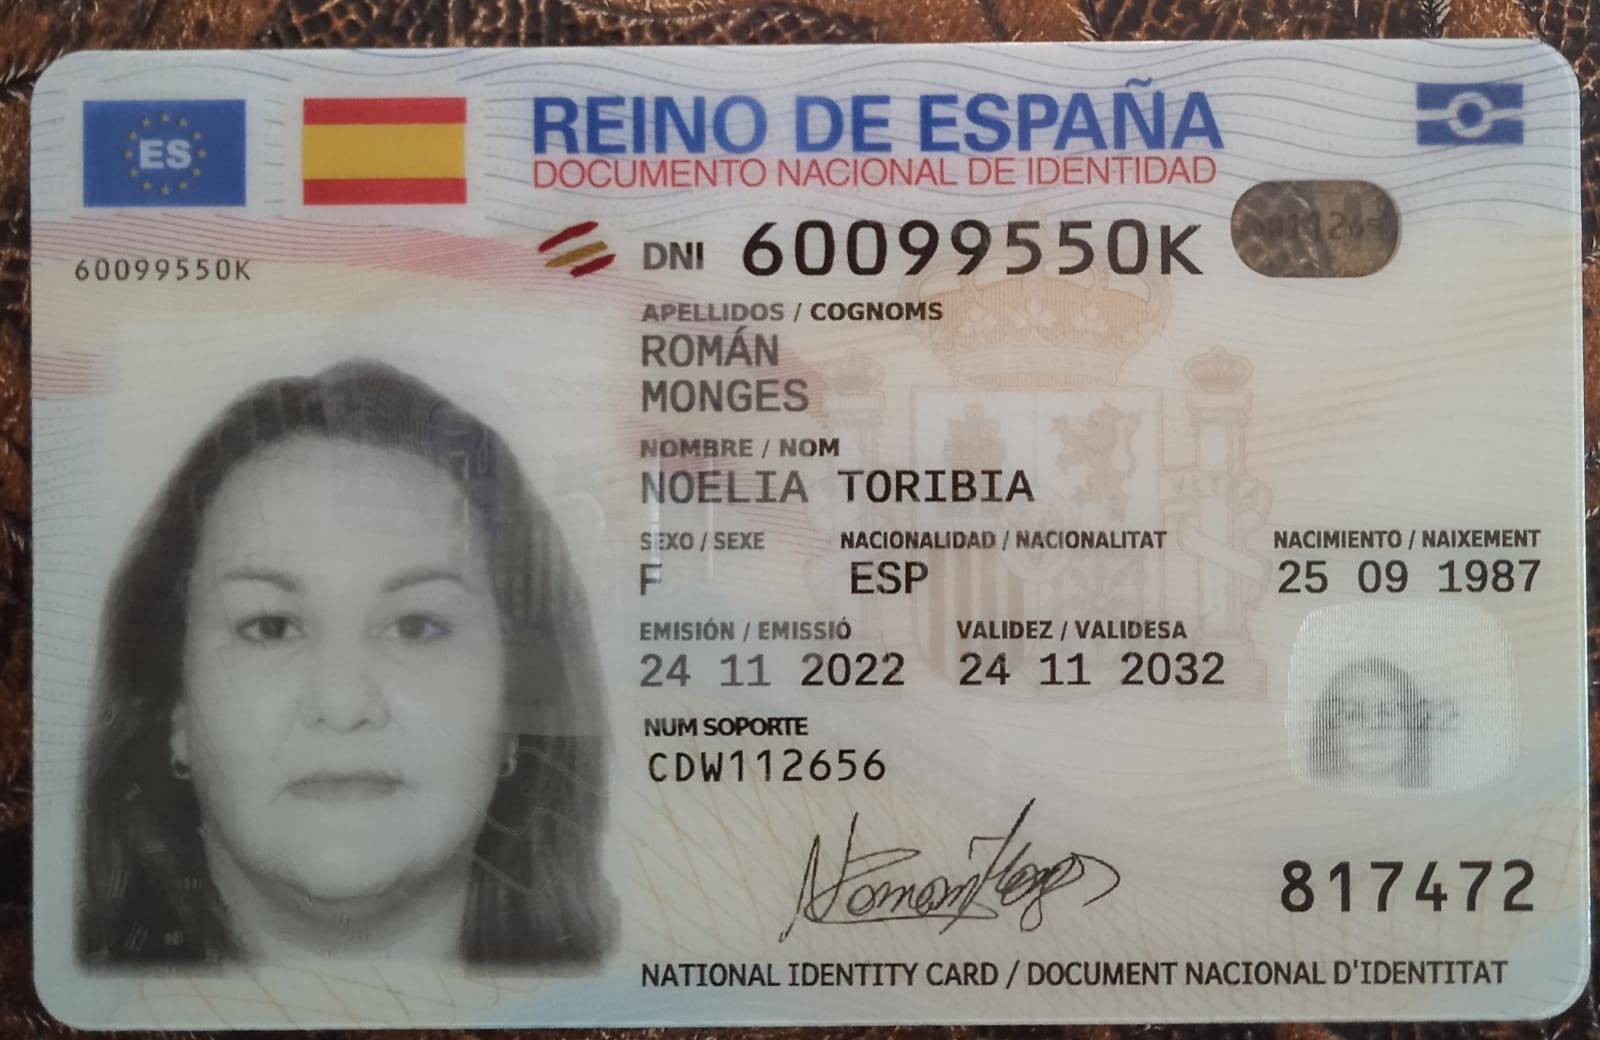 ES
REINO DE ESPAÑA
DOCUMENTO NACIONAL DE IDENTIDAD
60099550K
DNI 60099550K
APELLIDOS / COGNOMS
ROMÁN
MONGES
NOMBRE / NOM
NOELIA TORIBIA
SEXO / SEXE NACIONALIDAD / NACIONALITAT NACIMIENTO / NAIXEMENT
F ESP 25 09 1987
EMISIÓN / EMISSIÓ VALIDEZ / VALIDESA
24 11 2022 24 11 2032
NUM SOPORTE
CDW112656
817472
NATIONAL IDENTITY CARD / DOCUMENT NACIONAL D'IDENTITAT